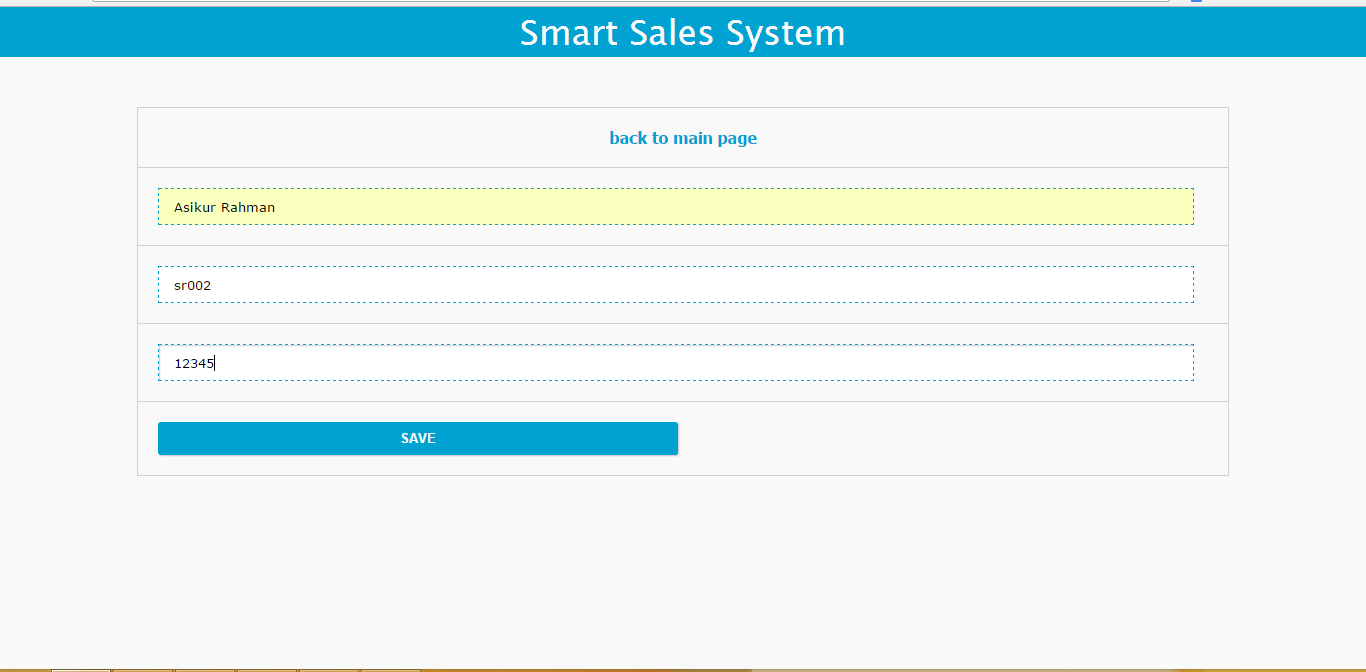 Smart Sales System
back to main page
Asikur Rahman
sr002
12345
SAVE